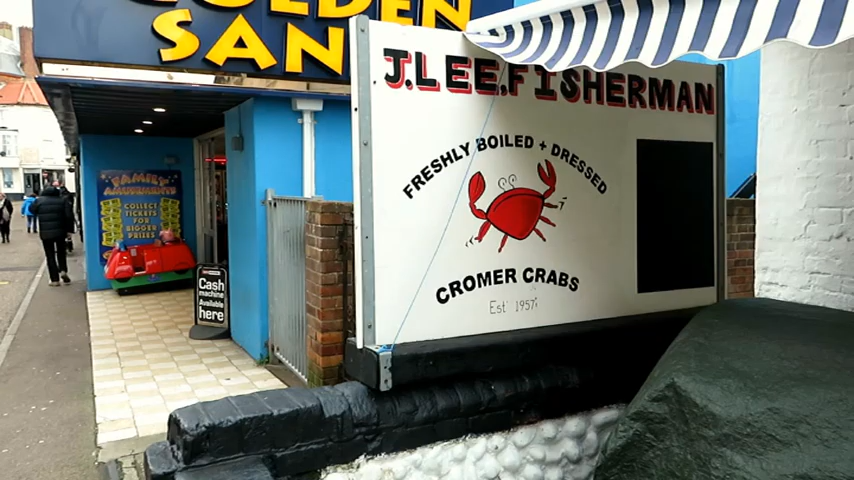 GOLDEN
SAN
J.LEE.FISHERMAN
FRESHLY BOILED + DRESSED
CROMER CRABS
Est 1957
FAMILY
AMUSEMENTS
COLLECT
TICKETS
FOR
BIGGER
PRIZES
Cash
machine
Available
here